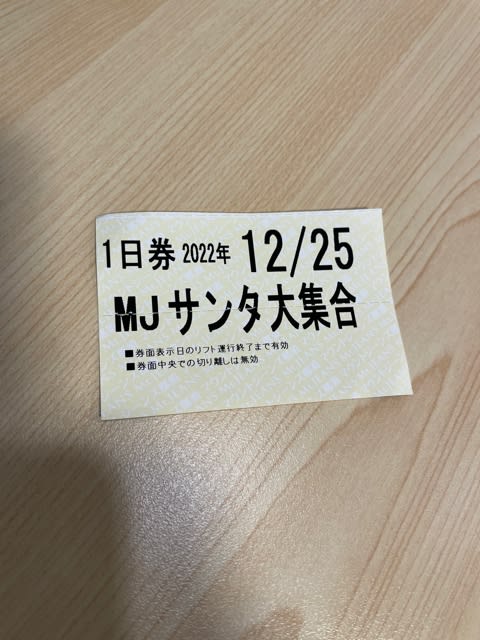 1日券 2022年 12/25
MJサンタ大集合
■券面表示日のリフト運行終了まで有効
■券面中央での切り離しは無効